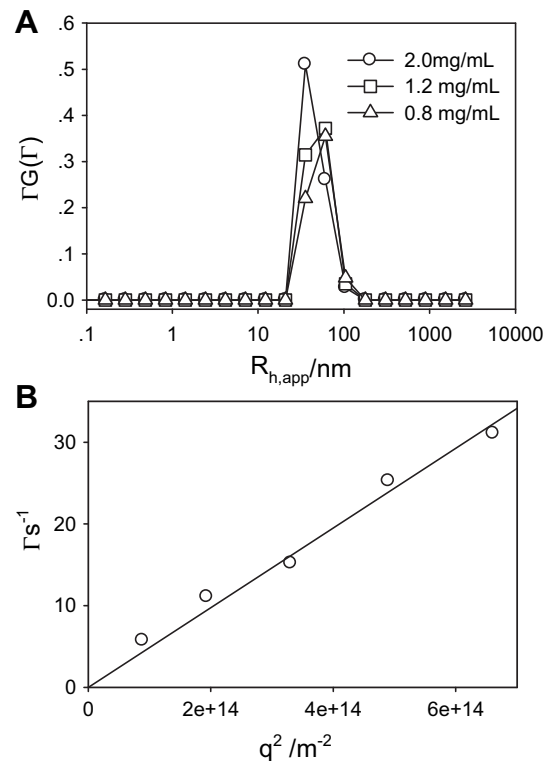 A
.6
.5
.4
.3
.2
.1
0.0
ΓG(Γ)
2.0mg/mL
1.2 mg/mL
0.8 mg/mL
.1 1 10 100 1000 10000
Rh,app/nm
B
30
20
10
0
Γs-1
0 2e+14 4e+14 6e+14
q2 /m-2